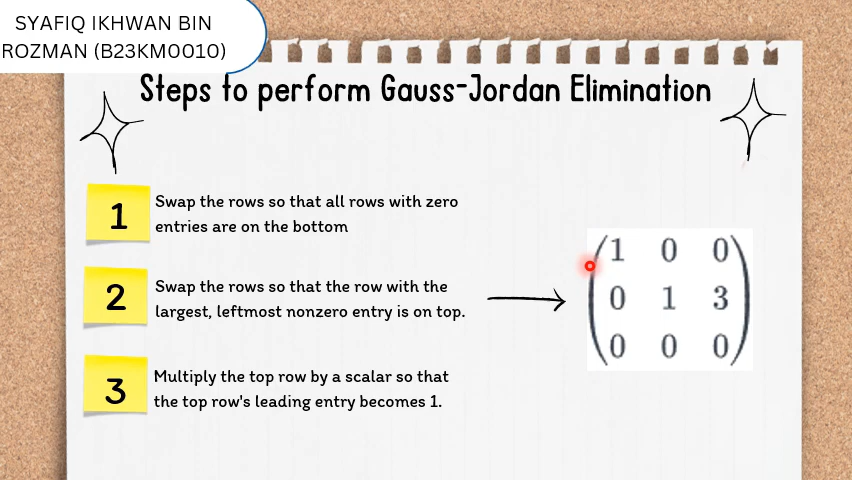 SYAFIQ IKHWAN BIN
ROZMAN (B23KM0010)
Steps to perform Gauss-Jordan Elimination
1
Swap the rows so that all rows with zero
entries are on the bottom
2
Swap the rows so that the row with the
largest, leftmost nonzero entry is on top.
3
Multiply the top row by a scalar so that
the top row's leading entry becomes 1.
1 0 0
0 1 3
0 0 0